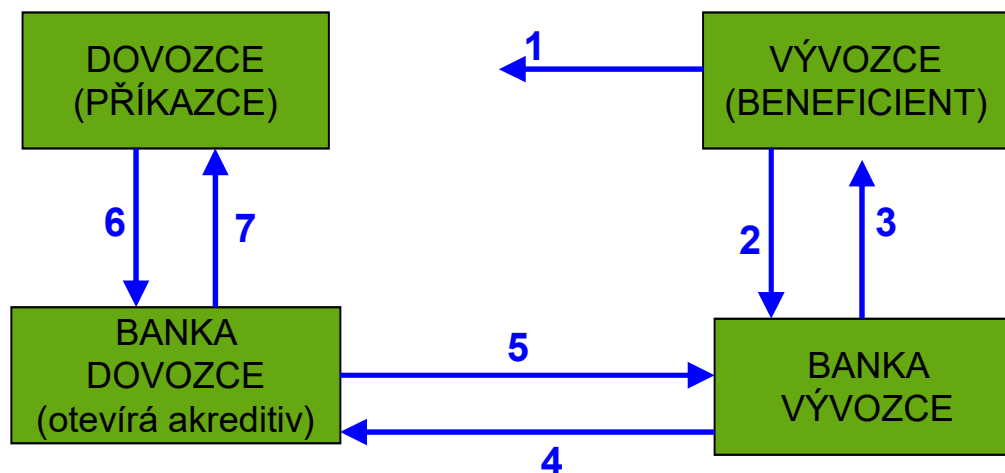 DOVOZCE
(PŘÍKAZCE)
1
VÝVOZCE
(BENEFICIENT)
6
7
2
3
BANKA
DOVOZCE
(otevírá akreditiv)
5
4
BANKA
VÝVOZCE